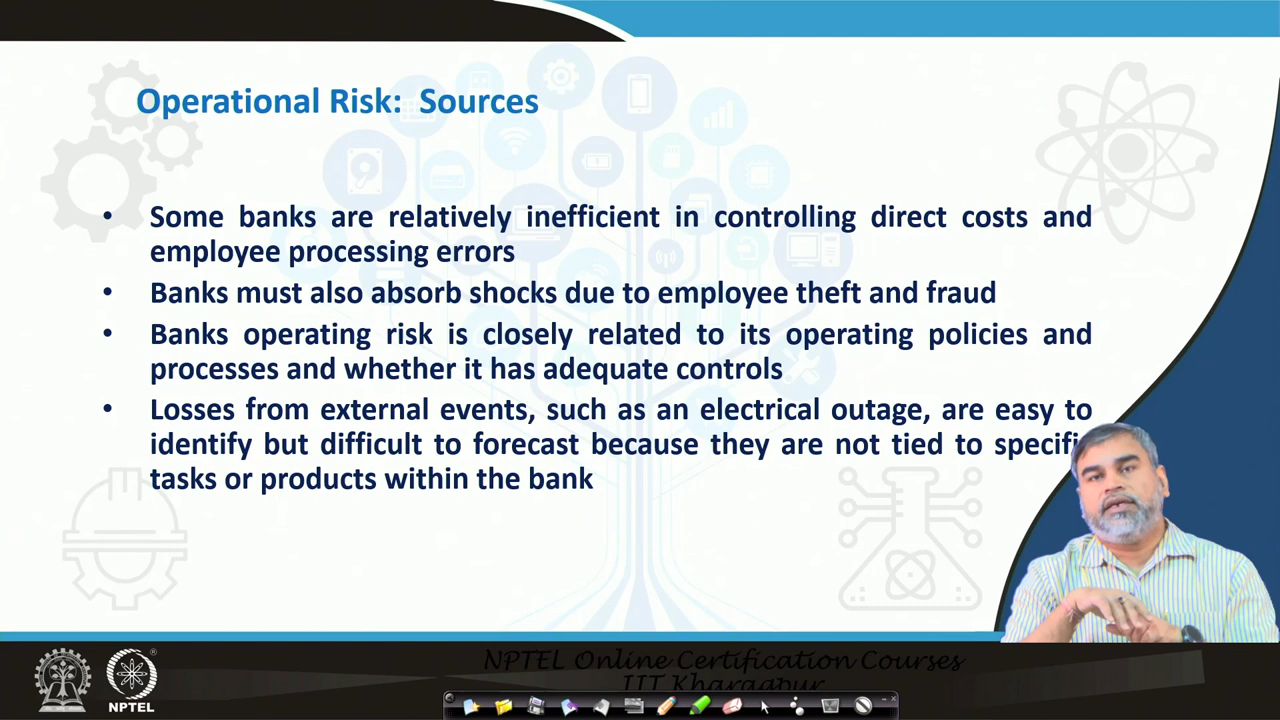 Operational Risk: Sources
• Some banks are relatively inefficient in controlling direct costs and
employee processing errors
• Banks must also absorb shocks due to employee theft and fraud
• Banks operating risk is closely related to its operating policies and
processes and whether it has adequate controls
• Losses from external events, such as an electrical outage, are easy to
identify but difficult to forecast because they are not tied to specific
tasks or products within the bank
NPTEL Online Certification Courses
IIT Kharagpur
NPTEL
®